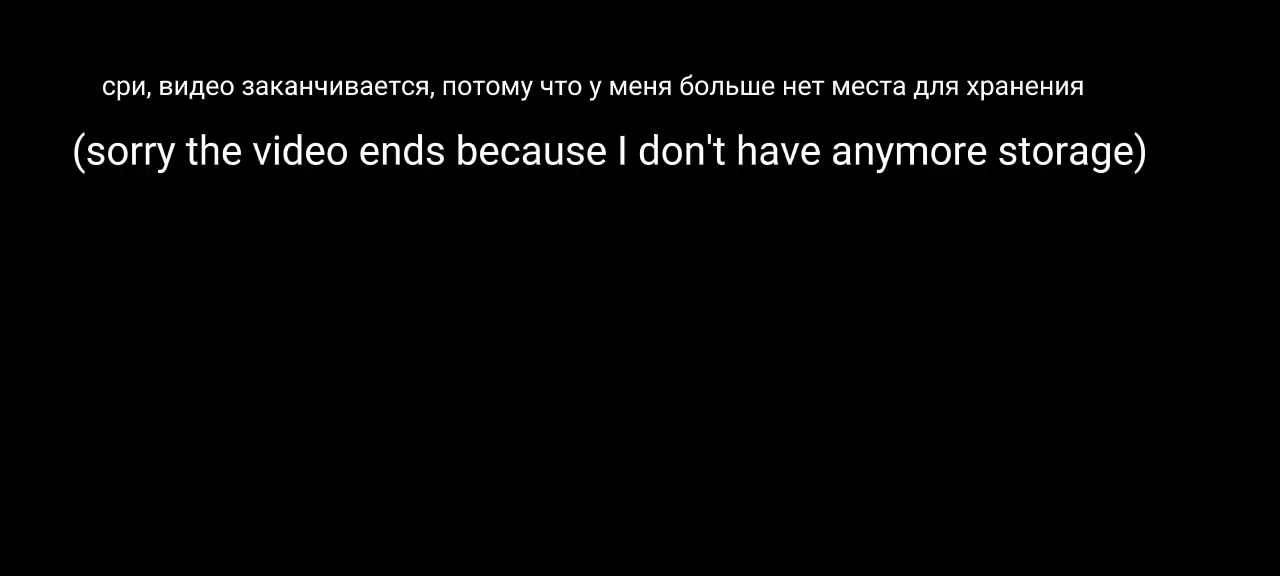 сри, видео заканчивается, потому что у меня больше нет места для хранения
(sorry the video ends because I don't have anymore storage)